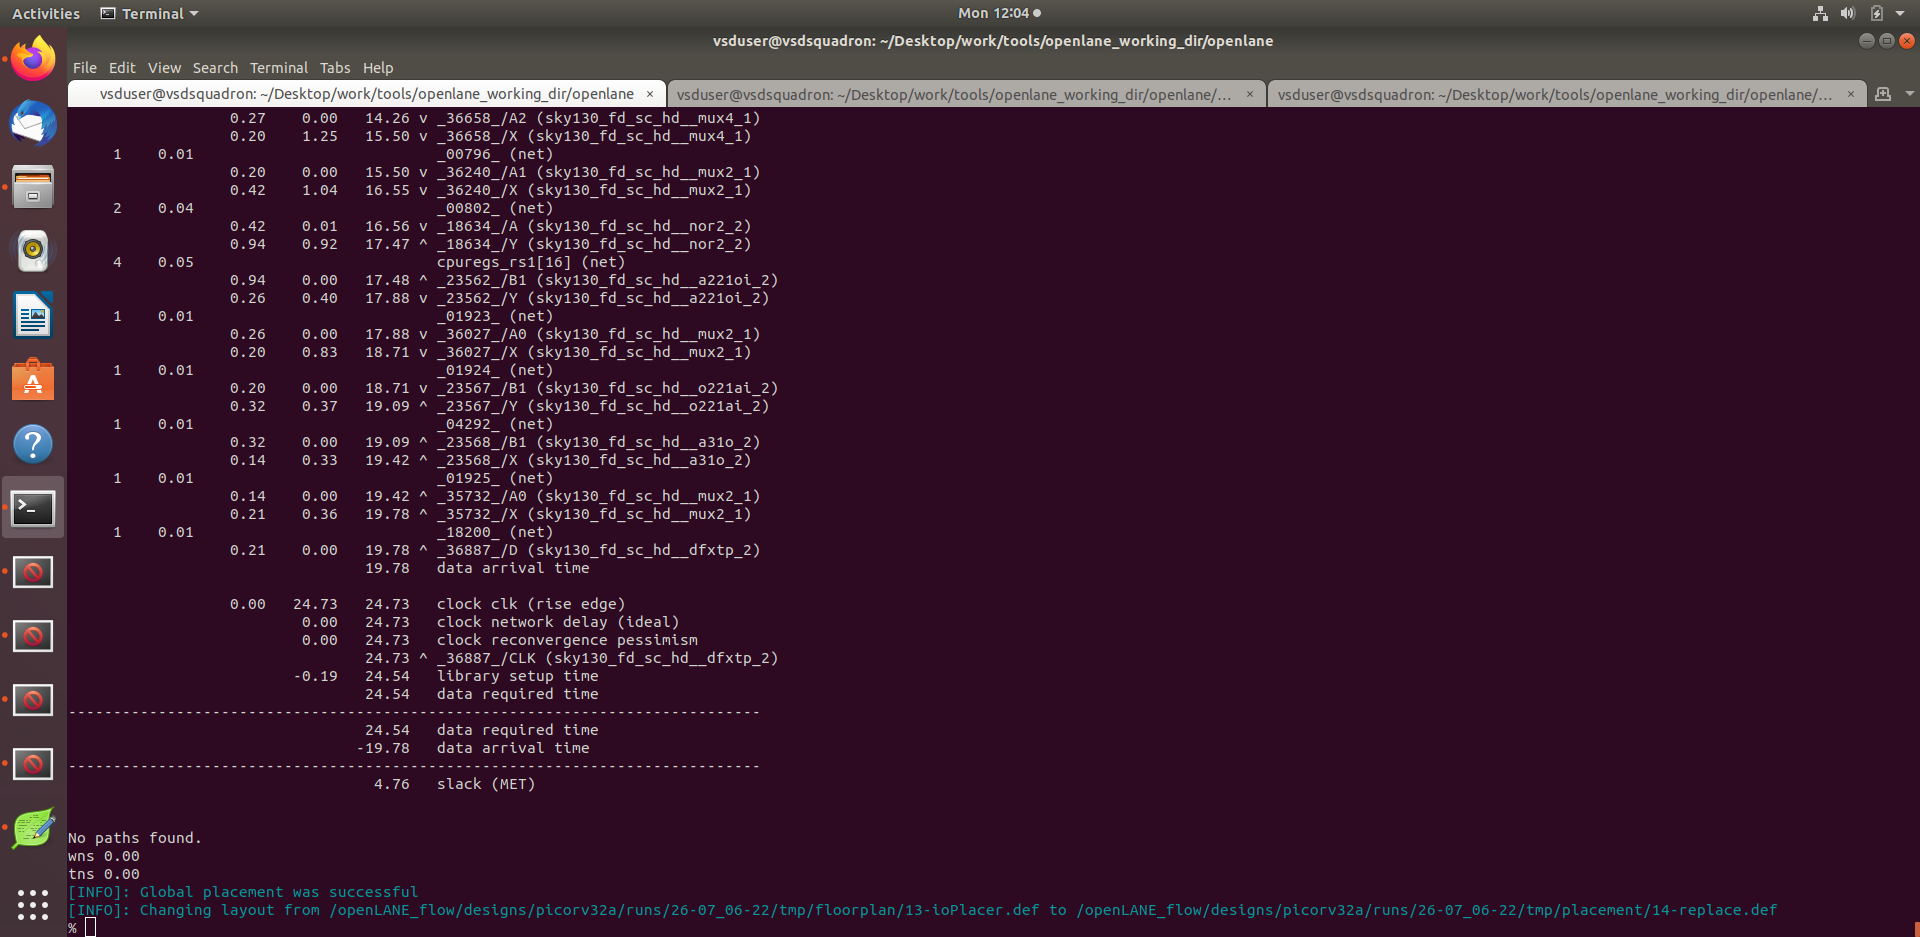 Activities Terminal Mon 12:04
vsduser@vsdsquadron: ~/Desktop/work/tools/openlane_working_dir/openlane
File Edit View Search Terminal Tabs Help
vsduser@vsdsquadron: ~/Desktop/work/tools/openlane_working_dir/openlane × vsduser@vsdsquadron: ~/Desktop/work/tools/openlane_working_dir/openlane/... × vsduser@vsdsquadron: ~/Desktop/work/tools/openlane_working_dir/openlane/... ×
0.27 0.00 14.26 v _36658_/A2 (sky130_fd_sc_hd__mux4_1)
0.20 1.25 15.50 v _36658_/X (sky130_fd_sc_hd__mux4_1)
1 0.01 _00796_ (net)
0.20 0.00 15.50 v _36240_/A1 (sky130_fd_sc_hd__mux2_1)
0.42 1.04 16.55 v _36240_/X (sky130_fd_sc_hd__mux2_1)
2 0.04 _00802_ (net)
0.42 0.01 16.56 v _18634_/A (sky130_fd_sc_hd__nor2_2)
0.94 0.92 17.47 ^ _18634_/Y (sky130_fd_sc_hd__nor2_2)
4 0.05 cpuregs_rs1[16] (net)
0.94 0.00 17.48 ^ _23562_/B1 (sky130_fd_sc_hd__a221oi_2)
0.26 0.40 17.88 v _23562_/Y (sky130_fd_sc_hd__a221oi_2)
1 0.01 _01923_ (net)
0.26 0.00 17.88 v _36027_/A0 (sky130_fd_sc_hd__mux2_1)
0.20 0.83 18.71 v _36027_/X (sky130_fd_sc_hd__mux2_1)
1 0.01 _01924_ (net)
0.20 0.00 18.71 v _23567_/B1 (sky130_fd_sc_hd__o221ai_2)
0.32 0.37 19.09 ^ _23567_/Y (sky130_fd_sc_hd__o221ai_2)
1 0.01 _04292_ (net)
0.32 0.00 19.09 ^ _23568_/B1 (sky130_fd_sc_hd__a31o_2)
0.14 0.33 19.42 ^ _23568_/X (sky130_fd_sc_hd__a31o_2)
1 0.01 _01925_ (net)
0.14 0.00 19.42 ^ _35732_/A0 (sky130_fd_sc_hd__mux2_1)
0.21 0.36 19.78 ^ _35732_/X (sky130_fd_sc_hd__mux2_1)
1 0.01 _18200_ (net)
0.21 0.00 19.78 ^ _36887_/D (sky130_fd_sc_hd__dfxtp_2)
19.78 data arrival time
0.00 24.73 24.73 clock clk (rise edge)
0.00 24.73 clock network delay (ideal)
0.00 24.73 clock reconvergence pessimism
24.73 ^ _36887_/CLK (sky130_fd_sc_hd__dfxtp_2)
-0.19 24.54 library setup time
24.54 data required time
-----------------------------------------------------------------------------
24.54 data required time
-19.78 data arrival time
-----------------------------------------------------------------------------
4.76 slack (MET)
No paths found.
wns 0.00
tns 0.00
[INFO]: Global placement was successful
[INFO]: Changing layout from /openLANE_flow/designs/picorv32a/runs/26-07_06-22/tmp/floorplan/13-ioPlacer.def to /openLANE_flow/designs/picorv32a/runs/26-07_06-22/tmp/placement/14-replace.def
%